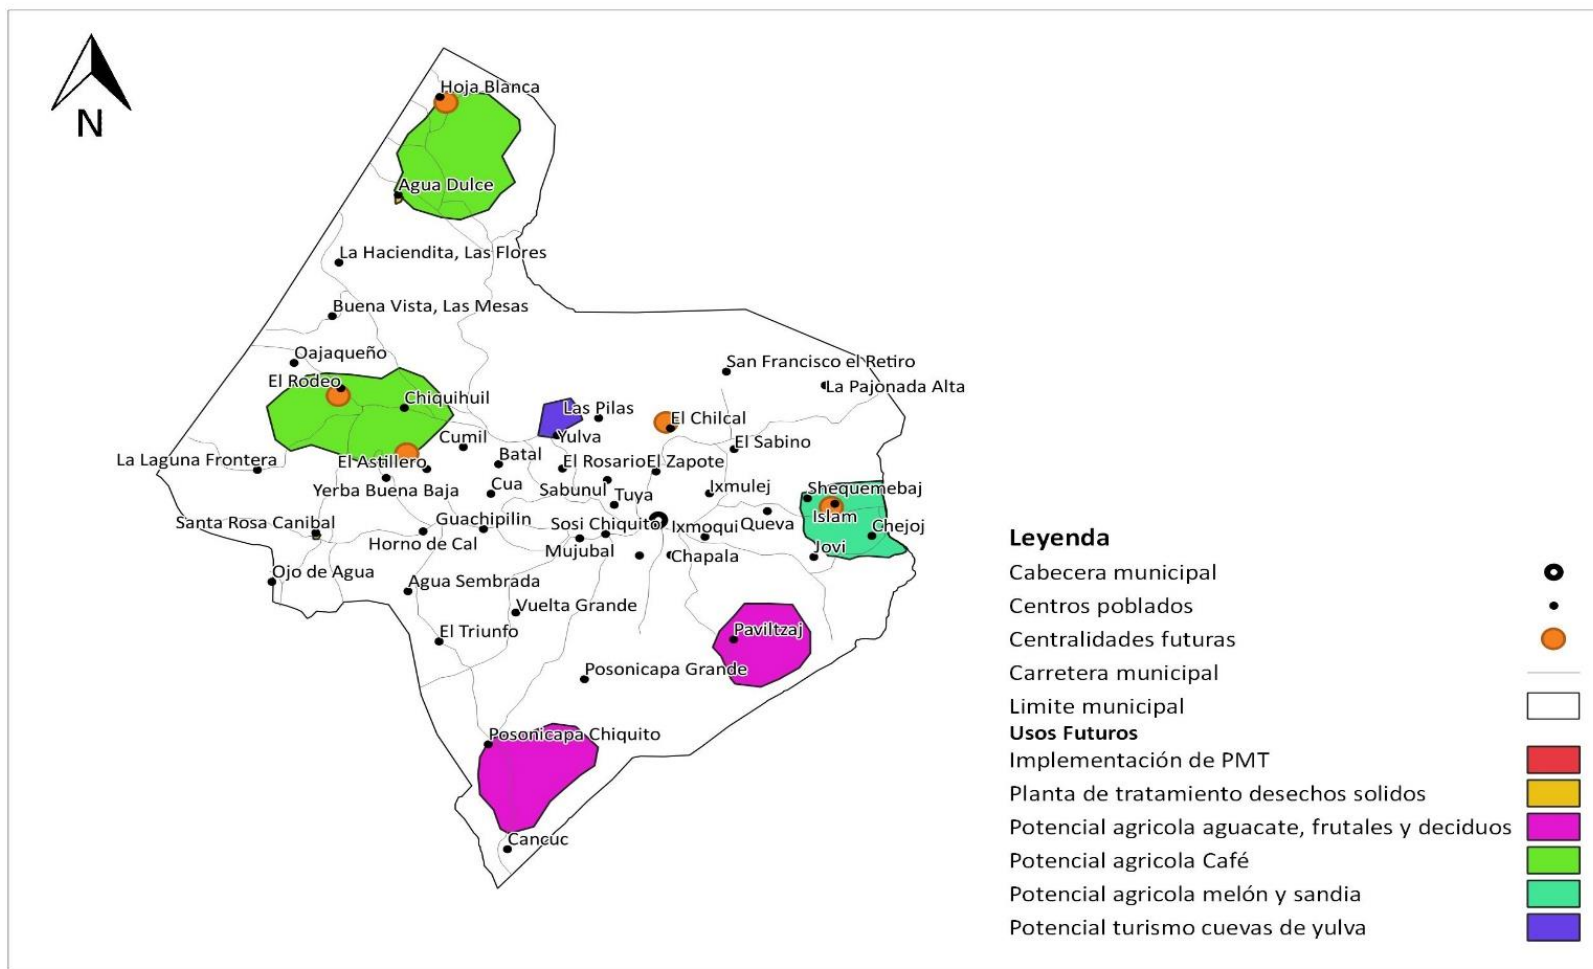 N
Hoja Blanca
Agua Dulce
La Haciendita, Las Flores
Buena Vista, Las Mesas
Oajaqueño
San Francisco el Retiro
El Rodeo
La Pajonada Alta
Chiquihuil
Las Pilas
El Chilcal
Cumil
Yulva
El Sabino
La Laguna Frontera
El Astillero
Batal
El Rosario
El Zapote
Yerba Buena Baja
Cua
Sabunul
Tuya
Ixmulej
Shequemebaj
Santa Rosa Canibal
Guachipilin
Sosi Chiquito
Ixmoqui
Queva
Islam
Chejoj
Horno de Cal
Mujubal
Chapala
Jovi
Ojo de Agua
Agua Sembrada
Vuelta Grande
El Triunfo
Paviltzaj
Posonicapa Grande
Posonicapa Chiquito
Cancuc
Leyenda
Cabecera municipal
Centros poblados
Centralidades futuras
Carretera municipal
Limite municipal
Usos Futuros
Implementación de PMT
Planta de tratamiento desechos solidos
Potencial agricola aguacate, frutales y deciduos
Potencial agricola Café
Potencial agricola melón y sandia
Potencial turismo cuevas de yulva